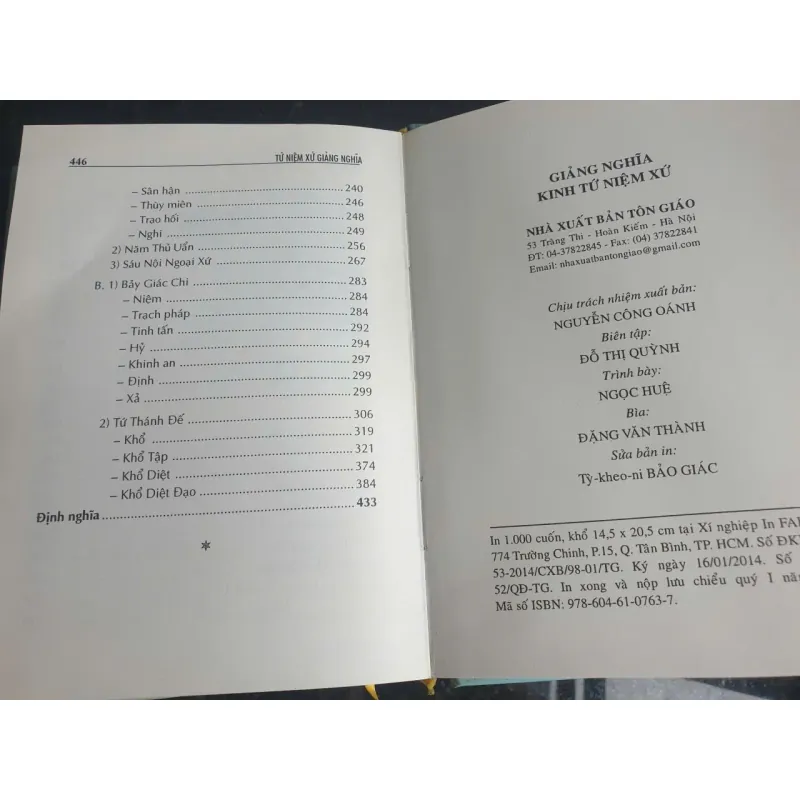 446 TỨ NIỆM XỨ GIẢNG NGHĨA
– Sân hận ........ 240
– Thùy miên ........ 246
– Trạo hối ........ 248
– Nghi ........ 249
2) Năm Thủ Uẩn ........ 256
3) Sáu Nội Ngoại Xứ ........ 267
B. 1) Bảy Giác Chi ........ 283
– Niệm ........ 284
– Trạch pháp ........ 284
– Tinh tấn ........ 292
– Hỷ ........ 294
– Khinh an ........ 297
– Định ........ 299
– Xả ........ 299
2) Tứ Thánh Đế ........ 306
– Khổ ........ 319
– Khổ Tập ........ 321
– Khổ Diệt ........ 374
– Khổ Diệt Đạo ........ 384
Định nghĩa ........ 433
*
GIẢNG NGHĨA
KINH TỨ NIỆM XỨ
NHÀ XUẤT BẢN TÔN GIÁO
53 Tràng Thi - Hoàn Kiếm - Hà Nội
ĐT: 04-37822845 - Fax: (04) 37822841
Email: nhaxuatbantongiao@gmail.com
Chịu trách nhiệm xuất bản:
NGUYỄN CÔNG OÁNH
Biên tập:
ĐỖ THỊ QUỲNH
Trình bày:
NGỌC HUỆ
Bìa:
ĐẶNG VĂN THÀNH
Sửa bản in:
Tỳ-kheo-ni BẢO GIÁC
In 1.000 cuốn, khổ 14,5 x 20,5 cm tại Xí nghiệp In
774 Trường Chinh, P.15, Q. Tân Bình, TP. HCM. Số
53-2014/CXB/98-01/TG. Ký ngày 16/01/2014. Số
52/QĐ-TG. In xong và nộp lưu chiểu quý I
Mã số ISBN: 978-604-61-0763-7.